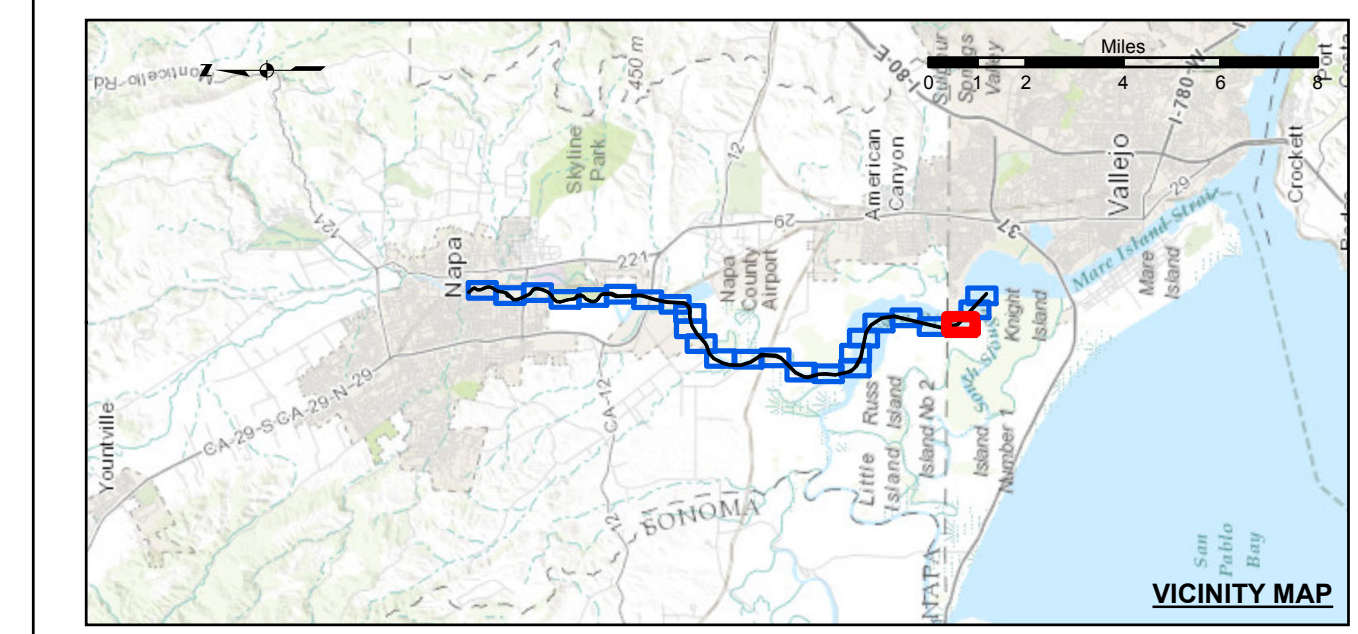 Monticello Rd
N
450 m
Skyline
Park
I-80-E
Sulphur
Springs
Valley
Miles
0 1 2 4 6 8
I-780-W
I
Port
Costa
121
12
American
Canyon
Vallejo
29
Crockett
Napa
221
29
37
Napa
County
Airport
Mare Island Strait
Mare
Island
Knight
Island
South Slough
Yountville
CA-29-S CA-29-N-29
CA-12
12
Little
Island
Russ
Island
Island No 2
Island
Number 1
SONOMA
NAPA
San
Pablo
Bay
VICINITY MAP